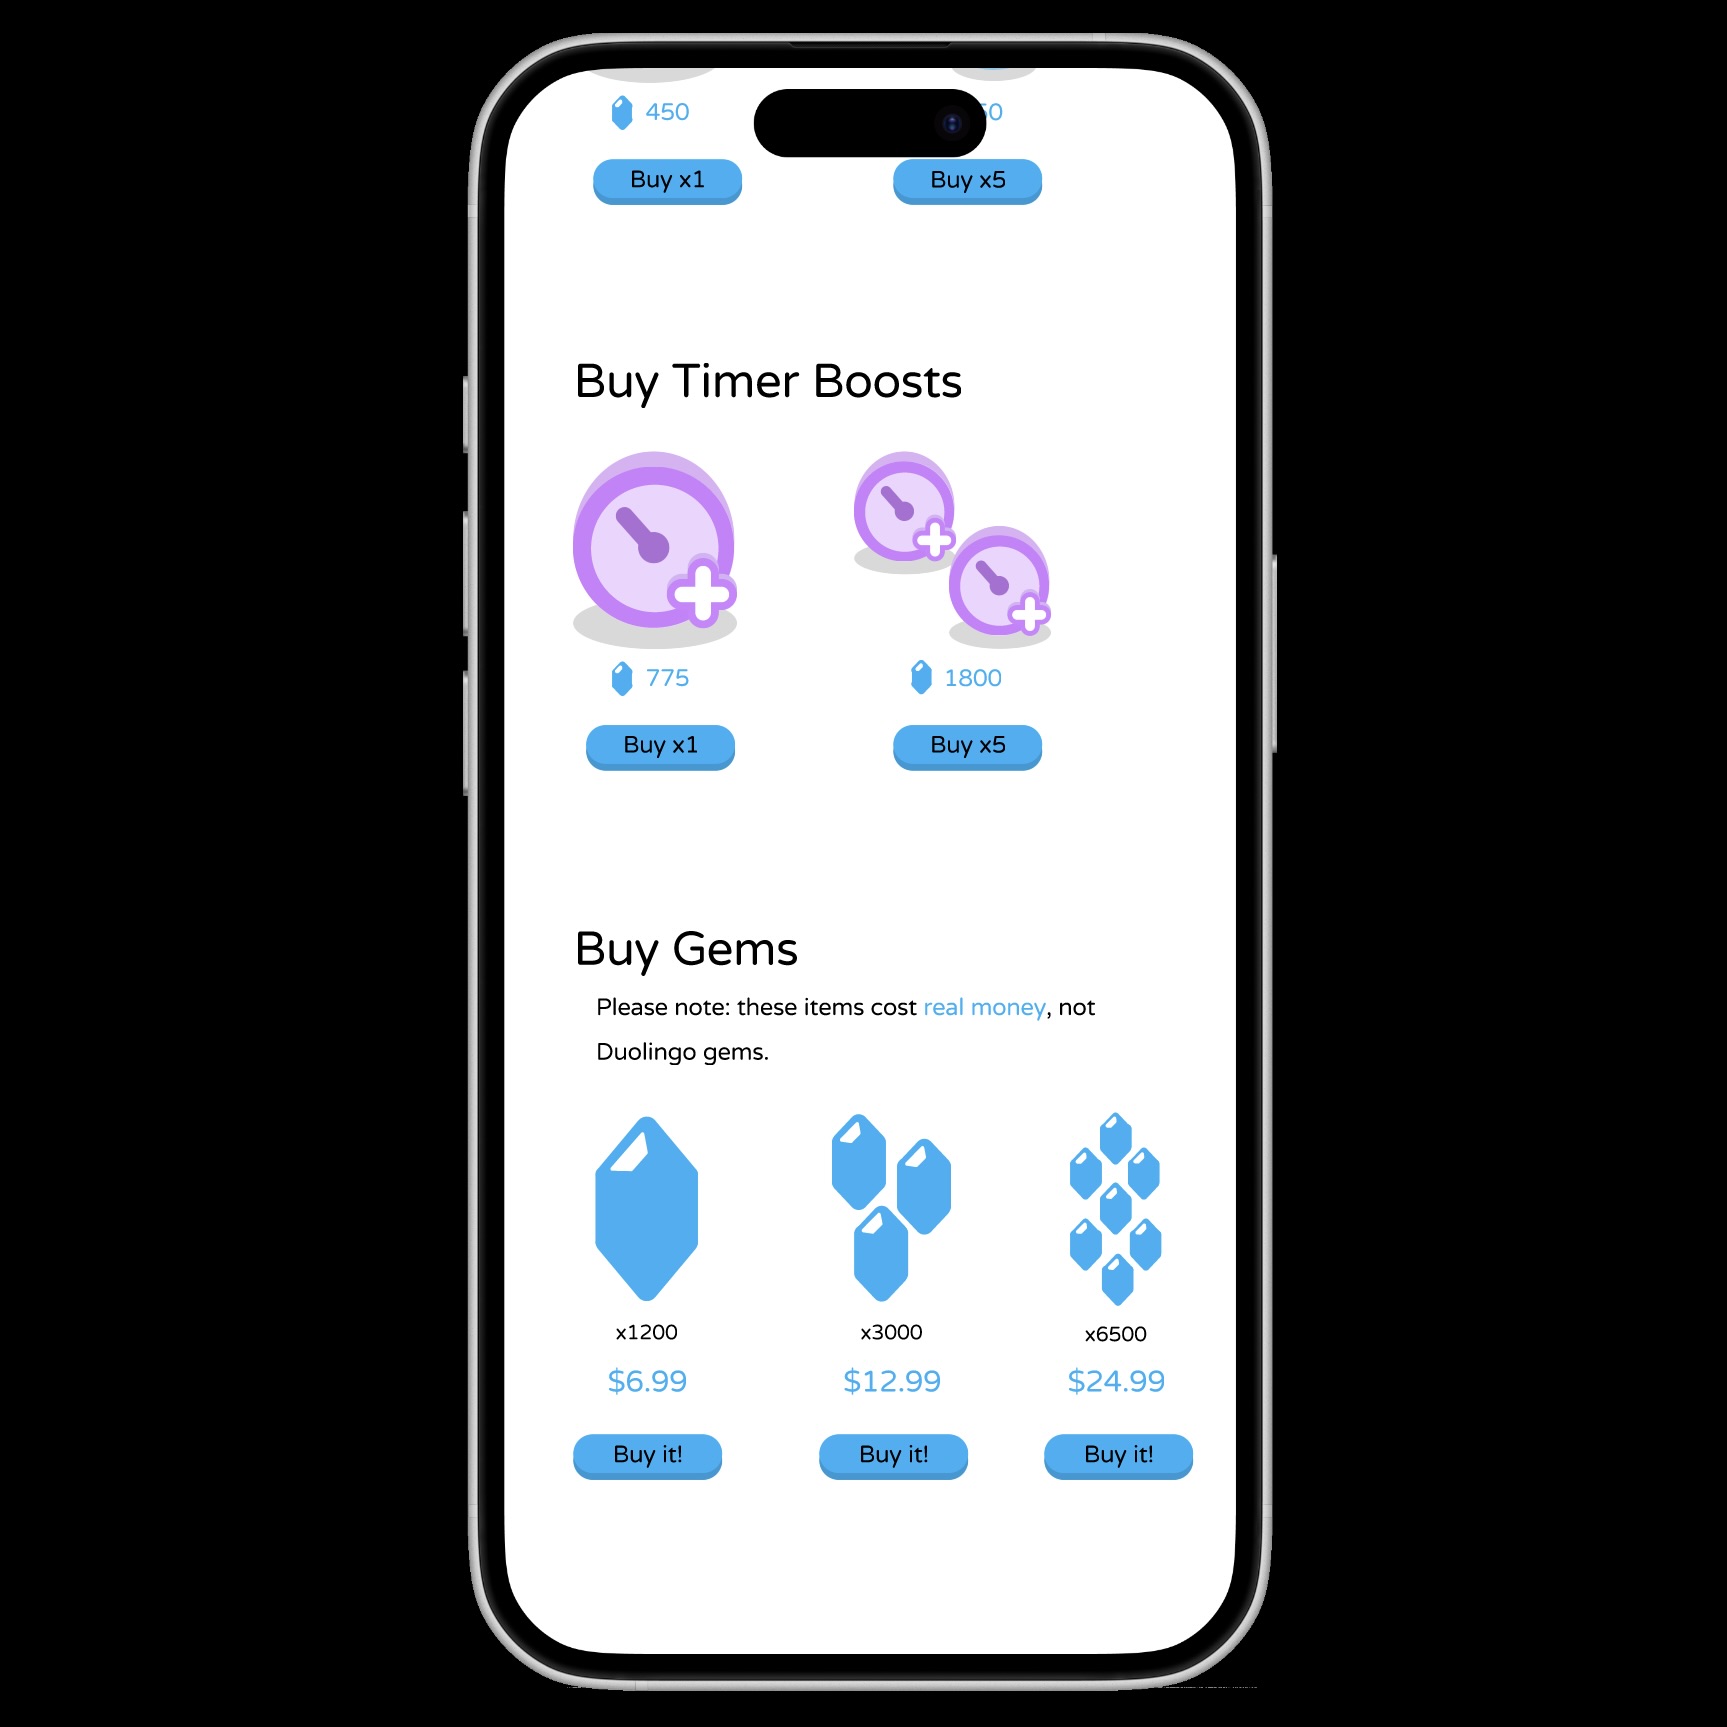 450
Buy x1
Buy x5
Buy Timer Boosts
775
1800
Buy x1
Buy x5
Buy Gems
Please note: these items cost real money, not
Duolingo gems.
x1200
x3000
x6500
$6.99
$12.99
$24.99
Buy it!
Buy it!
Buy it!